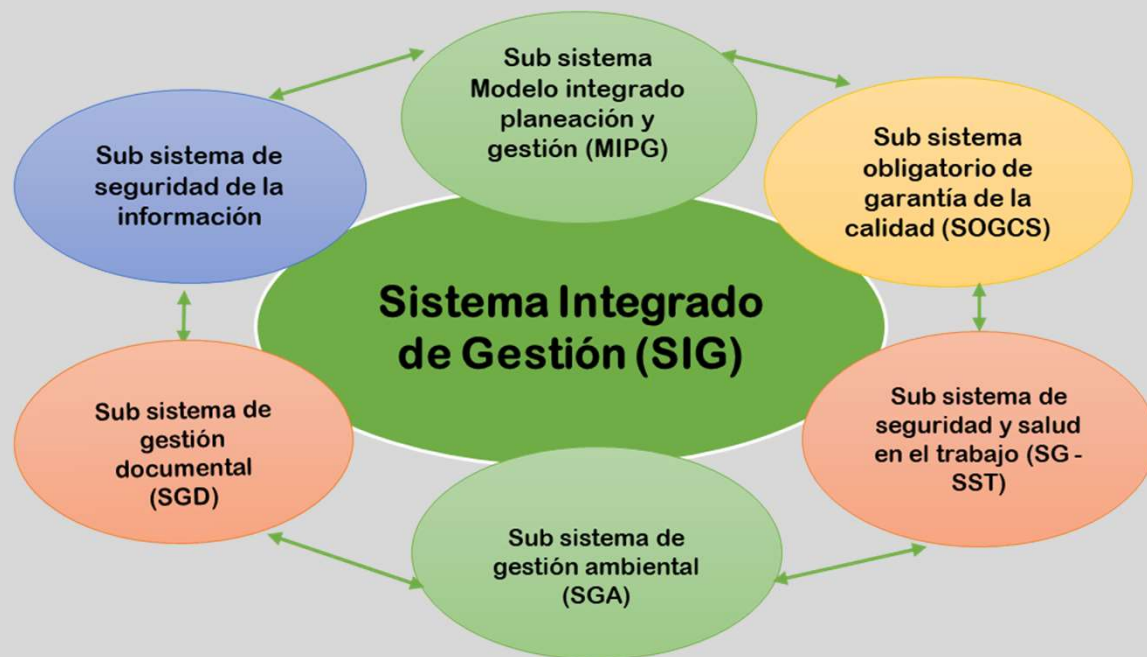 Sub sistema
Modelo integrado
planeación y
gestión (MIPG)
Sub sistema de
seguridad de la
información
Sub sistema
obligatorio de
garantía de la
calidad (SOGCS)
Sistema Integrado
de Gestión (SIG)
Sub sistema de
gestión
documental
(SGD)
Sub sistema de
seguridad y salud
en el trabajo (SG -
SST)
Sub sistema de
gestión ambiental
(SGA)